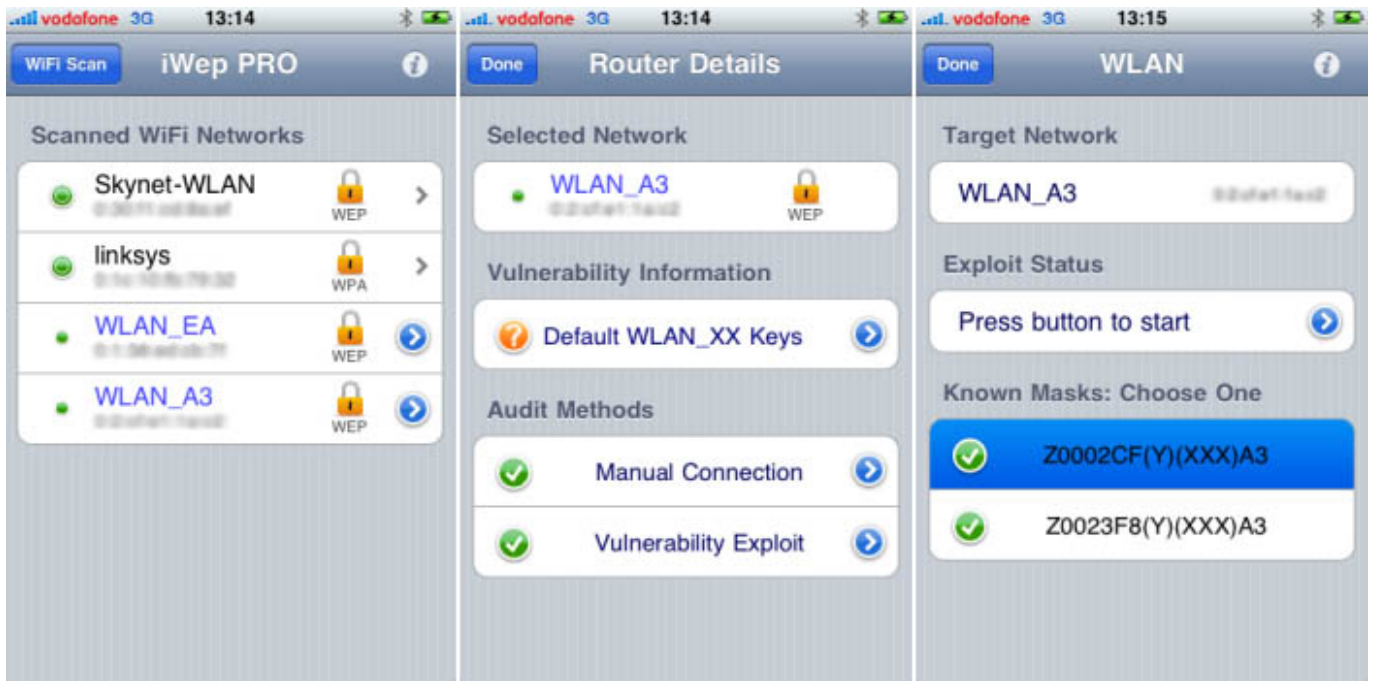 vodafone 3G 13:14
WiFi Scan iWep PRO
Scanned WiFi Networks
Skynet-WLAN
WEP
linksys
WPA
WLAN_EA
WEP
WLAN_A3
WEP
vodafone 3G 13:14
Done Router Details
Selected Network
WLAN_A3
WEP
Vulnerability Information
Default WLAN_XX Keys
Audit Methods
Manual Connection
Vulnerability Exploit
vodafone 3G 13:15
Done WLAN
Target Network
WLAN_A3
Exploit Status
Press button to start
Known Masks: Choose One
Z0002CF(Y)(XXX)A3
Z0023F8(Y)(XXX)A3